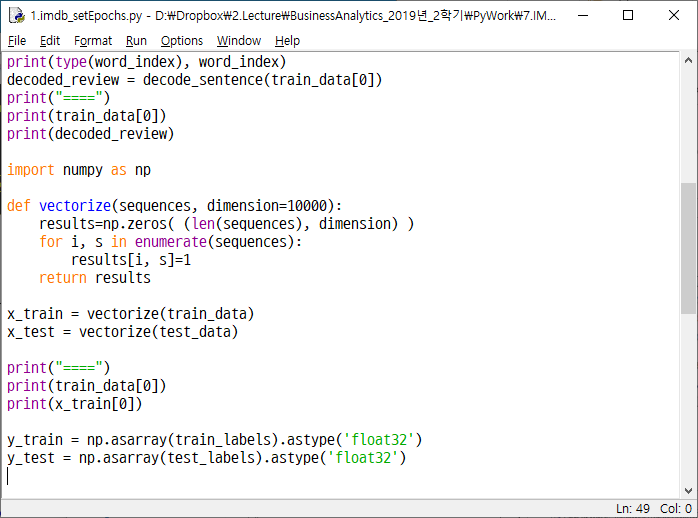 1.imdb_setEpochs.py - D:₩Dropbox₩2.Lecture₩BusinessAnalytics_2019년_2학기₩PyWork₩7.IM...
File Edit Format Run Options Window Help
print(type(word_index), word_index)
decoded_review = decode_sentence(train_data[0])
print("====")
print(train_data[0])
print(decoded_review)
import numpy as np
def vectorize(sequences, dimension=10000):
    results=np.zeros( (len(sequences), dimension) )
    for i, s in enumerate(sequences):
        results[i, s]=1
    return results
x_train = vectorize(train_data)
x_test = vectorize(test_data)
print("====")
print(train_data[0])
print(x_train[0])
y_train = np.asarray(train_labels).astype('float32')
y_test = np.asarray(test_labels).astype('float32')
Ln: 49 Col: 0